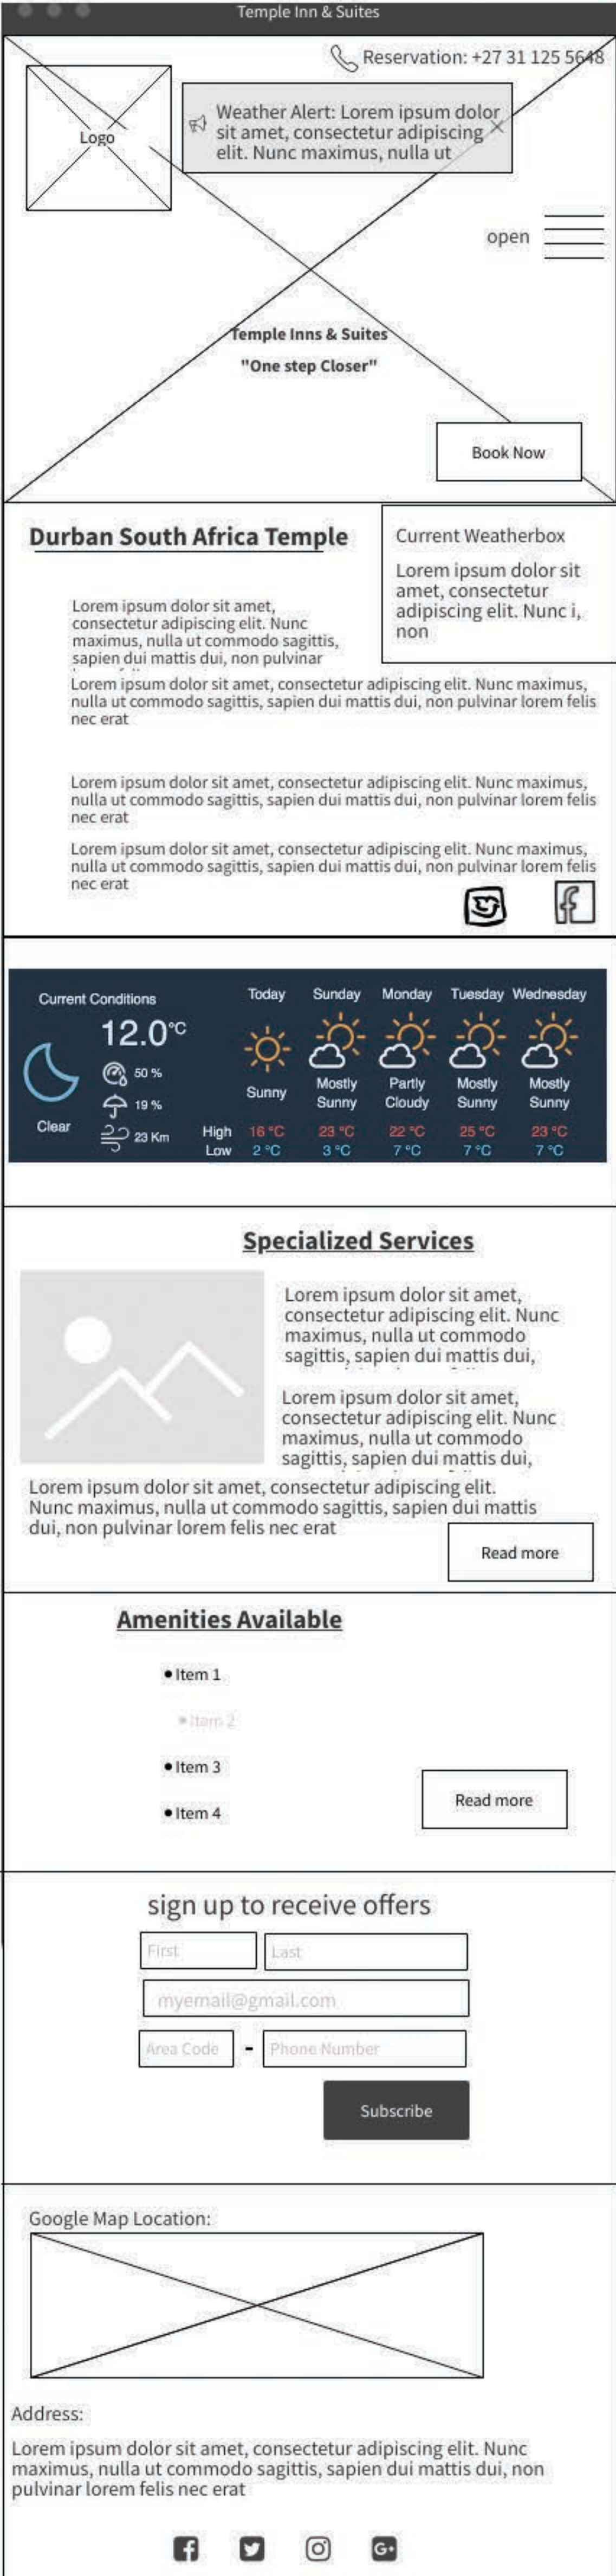 Temple Inn & Suites
Reservation: +27 31 125 5648
Logo
Weather Alert: Lorem ipsum dolor
sit amet, consectetur adipiscing
elit. Nunc maximus, nulla ut
open
Temple Inns & Suites
"One step Closer"
Book Now
Durban South Africa Temple
Current Weatherbox
Lorem ipsum dolor sit
amet, consectetur
adipiscing elit. Nunc i,
non
Lorem ipsum dolor sit amet,
consectetur adipiscing elit. Nunc
maximus, nulla ut commodo sagittis,
sapien dui mattis dui, non pulvinar
Lorem ipsum dolor sit amet, consectetur adipiscing elit. Nunc maximus,
nulla ut commodo sagittis, sapien dui mattis dui, non pulvinar lorem felis
nec erat
Lorem ipsum dolor sit amet, consectetur adipiscing elit. Nunc maximus,
nulla ut commodo sagittis, sapien dui mattis dui, non pulvinar lorem felis
nec erat
Lorem ipsum dolor sit amet, consectetur adipiscing elit. Nunc maximus,
nulla ut commodo sagittis, sapien dui mattis dui, non pulvinar lorem felis
nec erat
Current Conditions
12.0°C
50 %
19 %
23 Km
Clear
Today Sunday Monday Tuesday Wednesday
Sunny Mostly Sunny Partly Cloudy Mostly Sunny Mostly Sunny
High 16 °C 23 °C 22 °C 25 °C 23 °C
Low 2 °C 3 °C 7 °C 7 °C 7 °C
Specialized Services
Lorem ipsum dolor sit amet,
consectetur adipiscing elit. Nunc
maximus, nulla ut commodo
sagittis, sapien dui mattis dui,
Lorem ipsum dolor sit amet,
consectetur adipiscing elit. Nunc
maximus, nulla ut commodo
sagittis, sapien dui mattis dui,
Lorem ipsum dolor sit amet, consectetur adipiscing elit.
Nunc maximus, nulla ut commodo sagittis, sapien dui mattis
dui, non pulvinar lorem felis nec erat
Read more
Amenities Available
Item 1
Item 2
Item 3
Item 4
Read more
sign up to receive offers
First
Last
myemail@gmail.com
Area Code - Phone Number
Subscribe
Google Map Location:
Address:
Lorem ipsum dolor sit amet, consectetur adipiscing elit. Nunc
maximus, nulla ut commodo sagittis, sapien dui mattis dui, non
pulvinar lorem felis nec erat